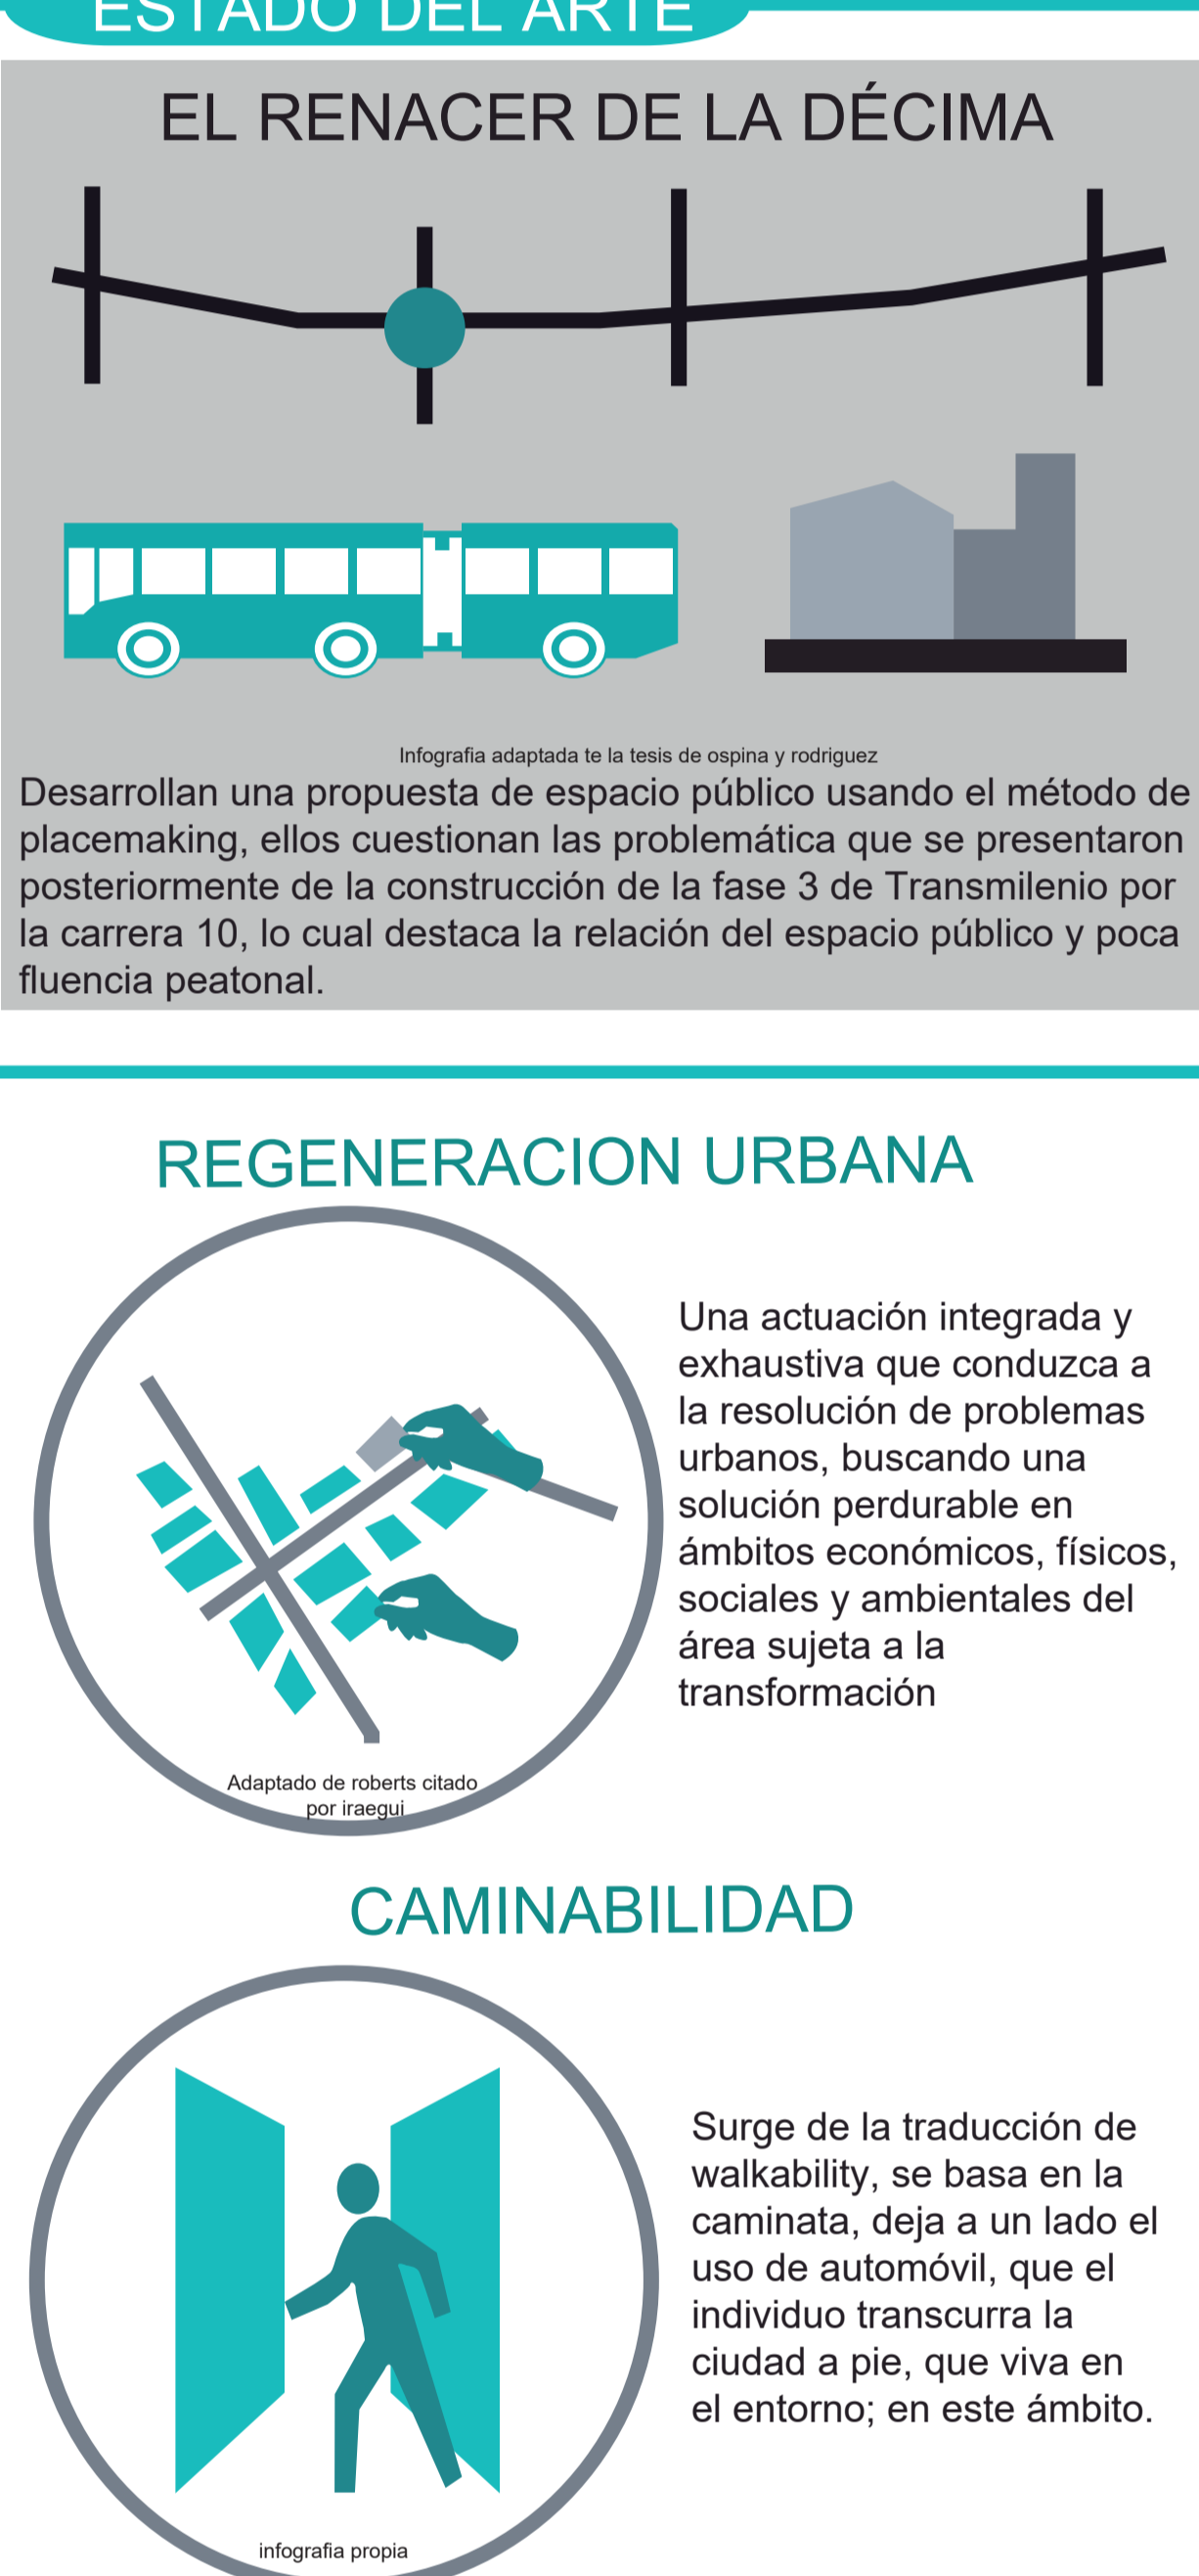 ESTADO DEL ARTE
EL RENACER DE LA DÉCIMA
Infografia adaptada te la tesis de ospina y rodriguez
Desarrollan una propuesta de espacio público usando el método de
placemaking, ellos cuestionan las problemática que se presentaron
posteriormente de la construcción de la fase 3 de Transmilenio por
la carrera 10, lo cual destaca la relación del espacio público y poca
fluencia peatonal.
REGENERACION URBANA
Una actuación integrada y
exhaustiva que conduzca a
la resolución de problemas
urbanos, buscando una
solución perdurable en
ámbitos económicos, físicos,
sociales y ambientales del
área sujeta a la
transformación
Adaptado de roberts citado
por iraegui
CAMINABILIDAD
Surge de la traducción de
walkability, se basa en la
caminata, deja a un lado el
uso de automóvil, que el
individuo transcurra la
ciudad a pie, que viva en
el entorno; en este ámbito.
infografia propia